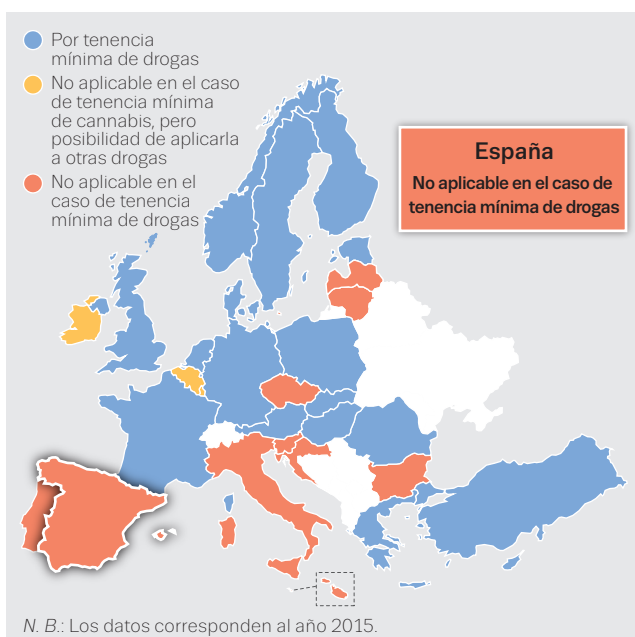 Por tenencia
mínima de drogas
No aplicable en el caso
de tenencia mínima
de cannabis, pero
posibilidad de aplicarla
a otras drogas
No aplicable en el
caso de tenencia
mínima de drogas
España
No aplicable en el caso de
tenencia mínima de drogas
N. B.: Los datos corresponden al año 2015.